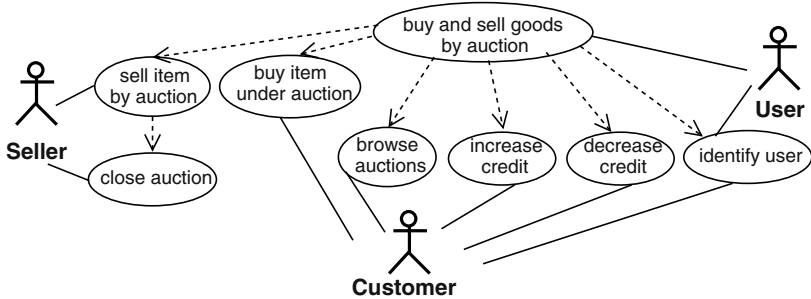 buy and sell goods
by auction
sell item
by auction
buy item
under auction
User
Seller
browse
auctions
increase
credit
decrease
credit
identify user
close auction
Customer